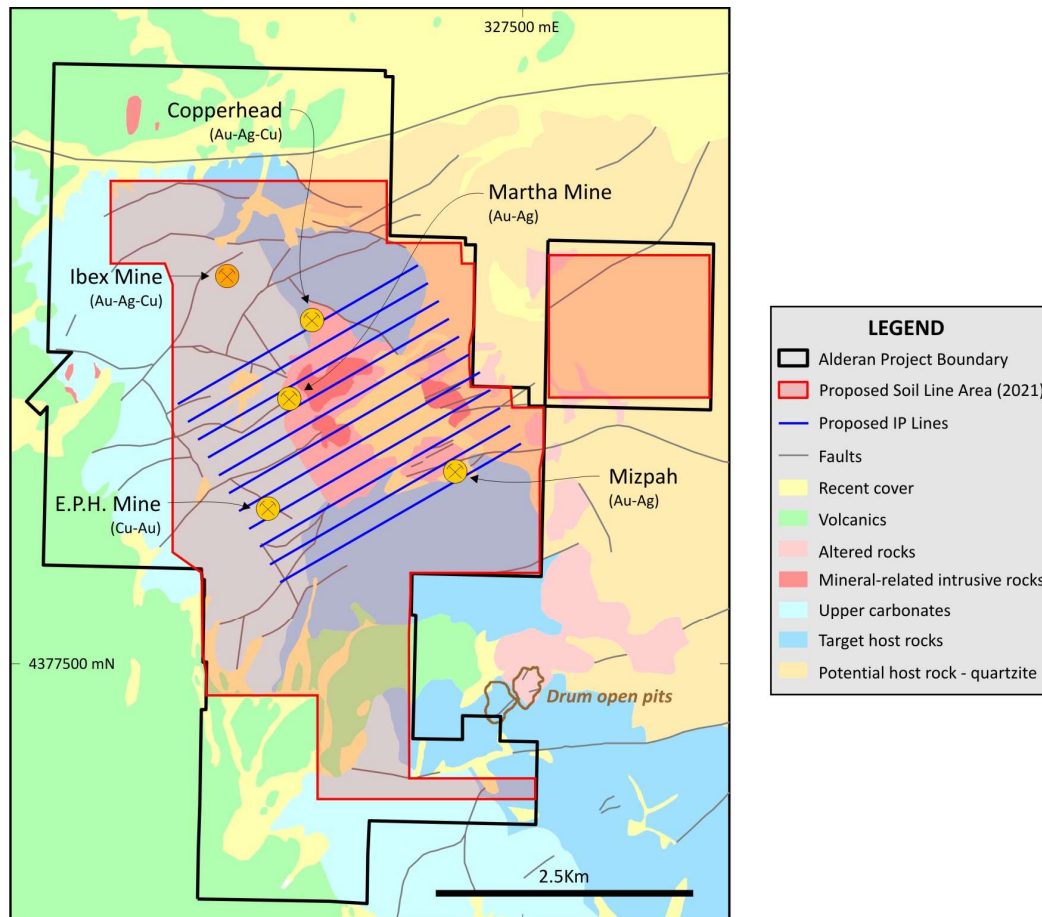 327500 mE
Copperhead
(Au-Ag-Cu)
Martha Mine
(Au-Ag)
Ibex Mine
(Au-Ag-Cu)
E.P.H. Mine
(Cu-Au)
Mizpah
(Au-Ag)
4377500 mN
Drum open pits
2.5Km
LEGEND
Alderan Project Boundary
Proposed Soil Line Area (2021)
Proposed IP Lines
Faults
Recent cover
Volcanics
Altered rocks
Mineral-related intrusive rocks
Upper carbonates
Target host rocks
Potential host rock - quartzite